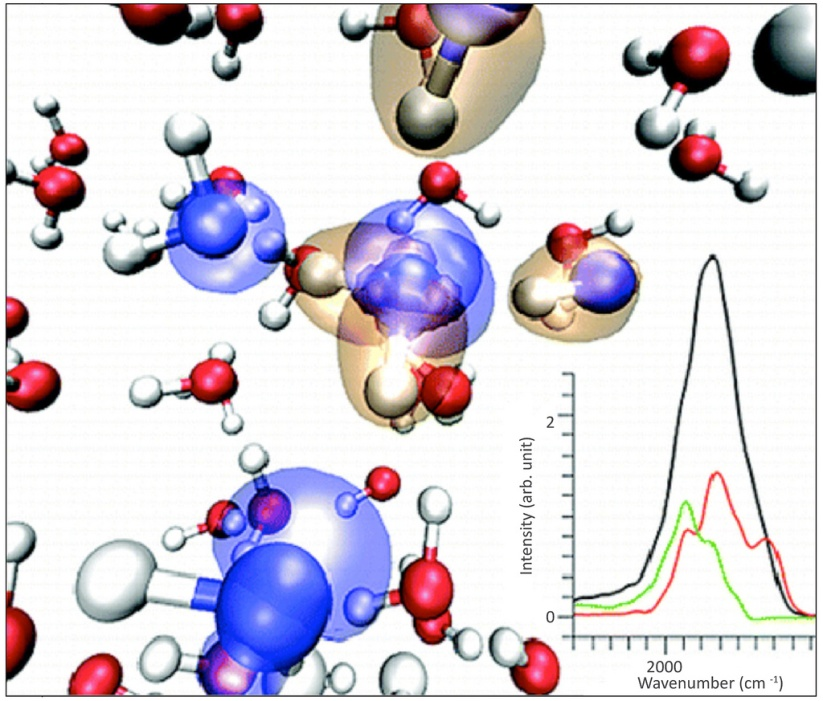 Intensity (arb. unit)
2
0
2000
Wavenumber (cm -1)